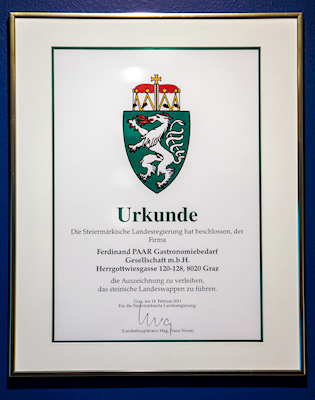 Urkunde
Die Steiermärkische Landesregierung hat beschlossen, der
Firma
Ferdinand PAAR Gastronomiebedarf
Gesellschaft m.b.H.
Herrgottwiesgasse 120-128, 8020 Graz
die Auszeichnung zu verleihen,
das steirische Landeswappen zu führen.
Graz, am 14. Februar 2011
Für die Steiermärkische Landesregierung:
(Landeshauptmann Mag. Franz Voves)